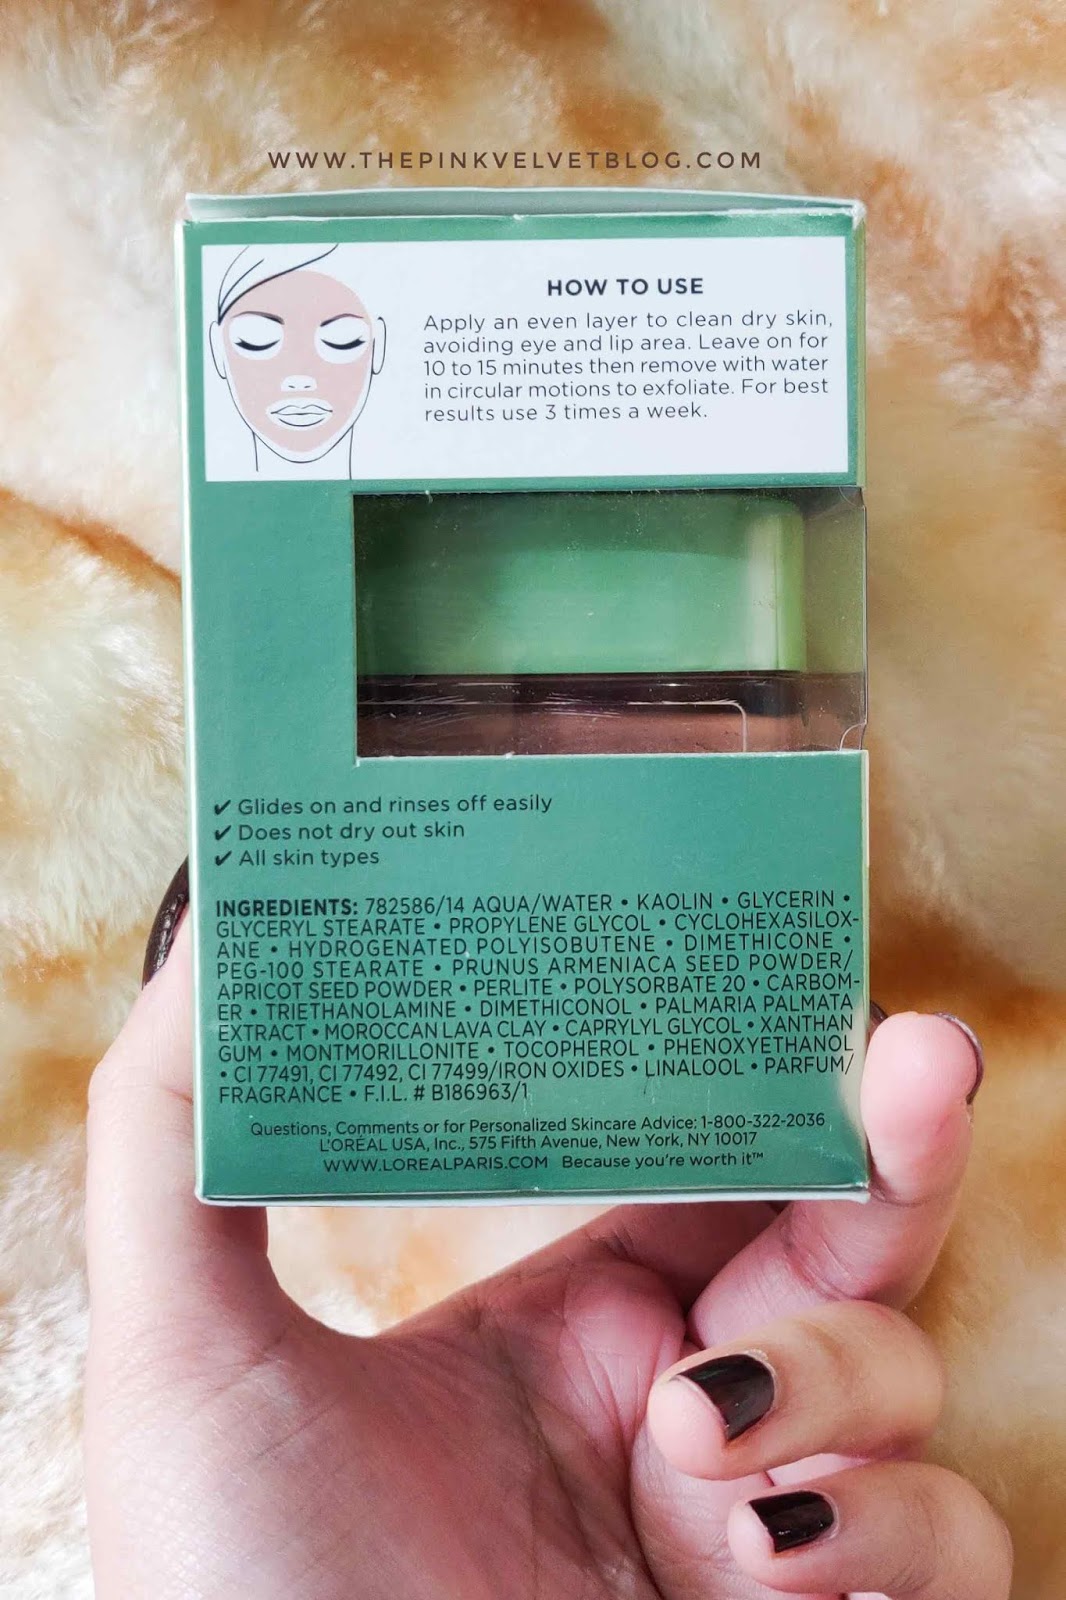 WWW.THEPINKVELVETBLOG.COM
HOW TO USE
Apply an even layer to clean dry skin,
avoiding eye and lip area. Leave on for
10 to 15 minutes then remove with water
in circular motions to exfoliate. For best
results use 3 times a week.
✔ Glides on and rinses off easily
✔ Does not dry out skin
✔ All skin types
INGREDIENTS: 782586/14 AQUA/WATER • KAOLIN • GLYCERIN •
GLYCERYL STEARATE • PROPYLENE GLYCOL • CYCLOHEXASILOX-
ANE • HYDROGENATED POLYISOBUTENE • DIMETHICONE •
PEG-100 STEARATE • PRUNUS ARMENIACA SEED POWDER/
APRICOT SEED POWDER • PERLITE • POLYSORBATE 20 • CARBOM-
ER • TRIETHANOLAMINE • DIMETHICONOL • PALMARIA PALMATA
EXTRACT • MOROCCAN LAVA CLAY • CAPRYLYL GLYCOL • XANTHAN
GUM • MONTMORILLONITE • TOCOPHEROL • PHENOXYETHANOL
• CI 77491, CI 77492, CI 77499/IRON OXIDES • LINALOOL • PARFUM/
FRAGRANCE • F.I.L. # B186963/1
Questions, Comments or for Personalized Skincare Advice: 1-800-322-2036
L'ORÉAL USA, Inc., 575 Fifth Avenue, New York, NY 10017
WWW.LOREALPARIS.COM Because you're worth it™